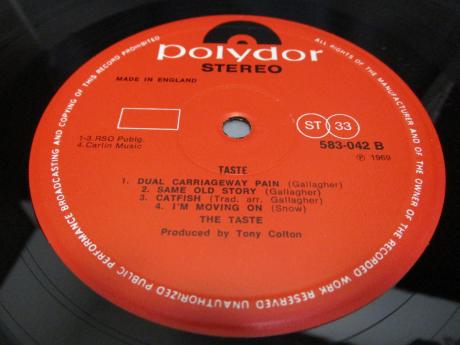 polydor
STEREO
MADE IN ENGLAND
1-3. RSO Publg.
4. Carlin Music
ST 33
583-042 B
℗ 1969
TASTE
1. DUAL CARRIAGEWAY PAIN (Gallagher)
2. SAME OLD STORY (Gallagher)
3. CATFISH (Trad. arr. Gallagher)
4. I'M MOVING ON (Snow)
THE TASTE
Produced by Tony Colton
ALL RIGHTS OF THE MANUFACTURER AND OF THE OWNER OF THE RECORDED WORK RESERVED UNAUTHORIZED PUBLIC PERFORMANCE BROADCASTING AND COPYING OF THIS RECORD PROHIBITED